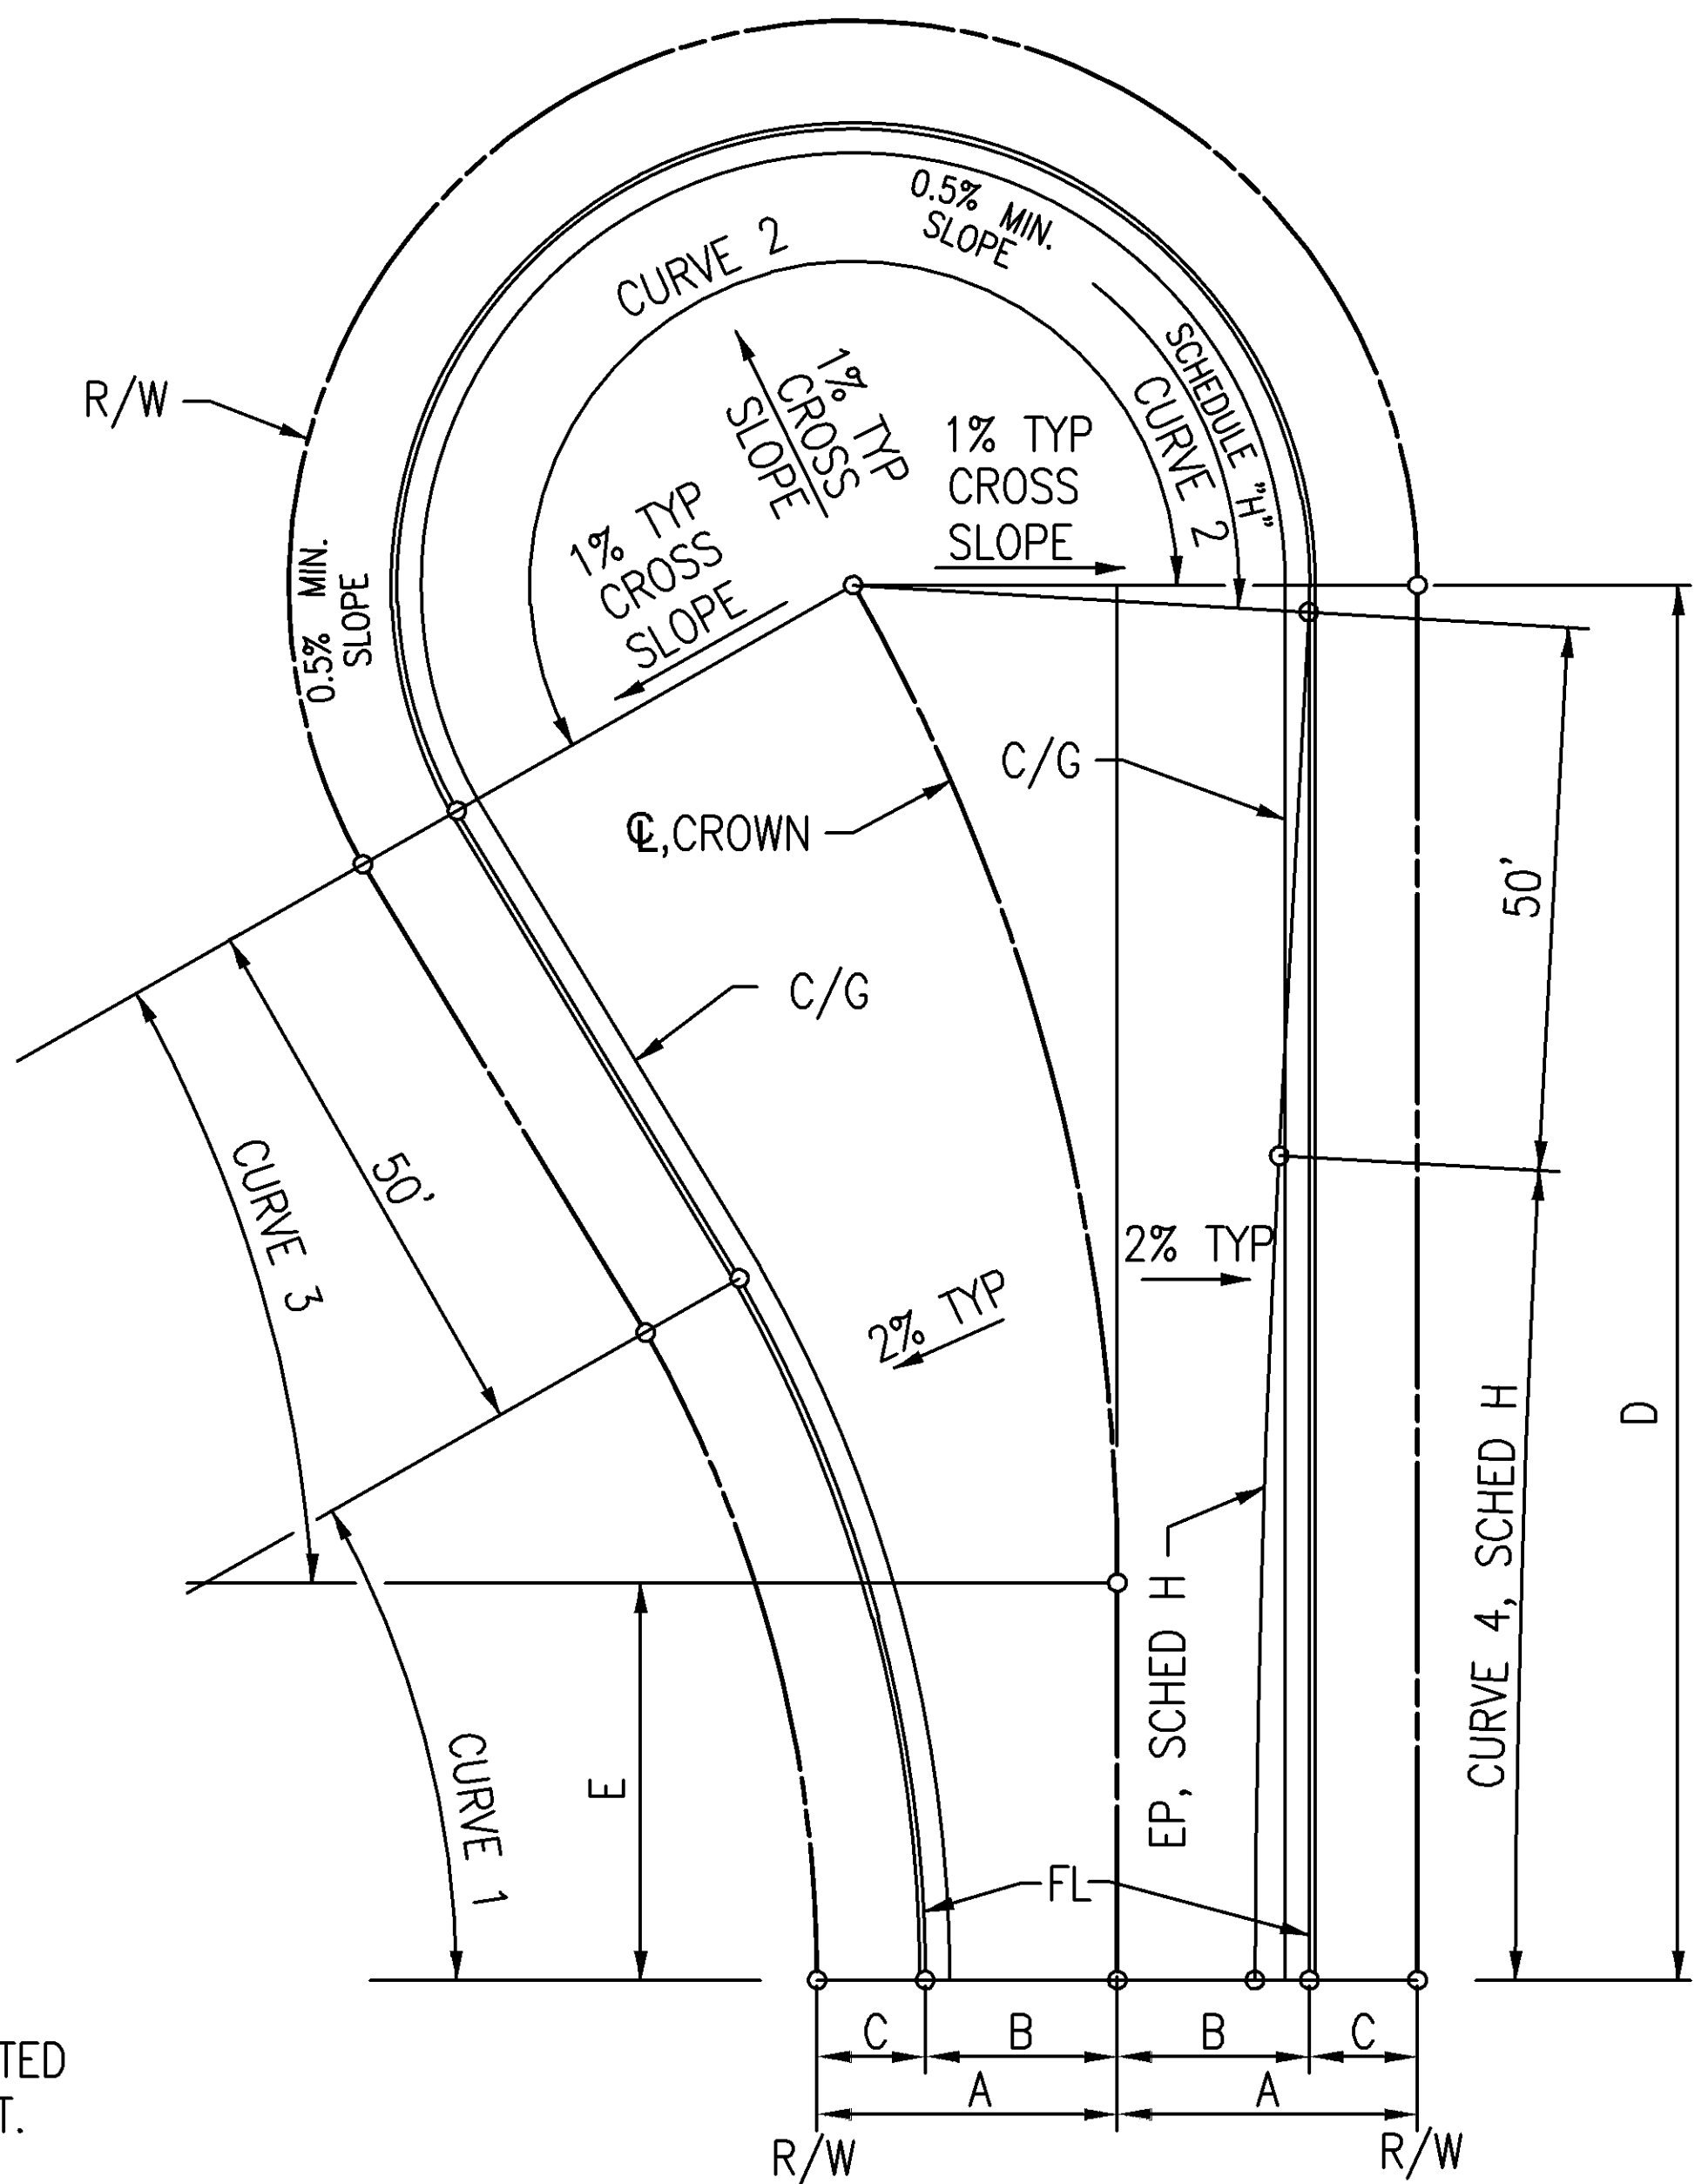 0.5% MIN.
SLOPE
CURVE 2
SCHEDULE "H"
CURVE 2
1% TYP
CROSS
SLOPE
1% TYP
CROSS
SLOPE
1% TYP
CROSS
SLOPE
R/W
0.5% MIN.
SLOPE
C/G
℄,CROWN
50'
C/G
CURVE 3
50'
2% TYP
2% TYP
D
CURVE 4, SCHED H
EP, SCHED H
E
CURVE 1
FL
C B B C
A A
R/W R/W
TED
T.